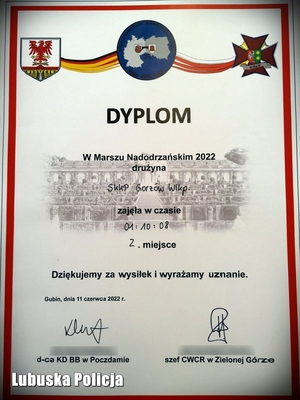 DYPLOM
W Marszu Nadodrzańskim 2022
drużyna
SKKP Gorzów Wlkp.
zajęła w czasie
01:10:08
2. miejsce
Dziękujemy za wysiłek i wyrażamy uznanie.
Gubin, dnia 11 czerwca 2022 r.
d-ca KD BB w Poczdamie
szef CWCR w Zielonej Górze
Lubuska Policja